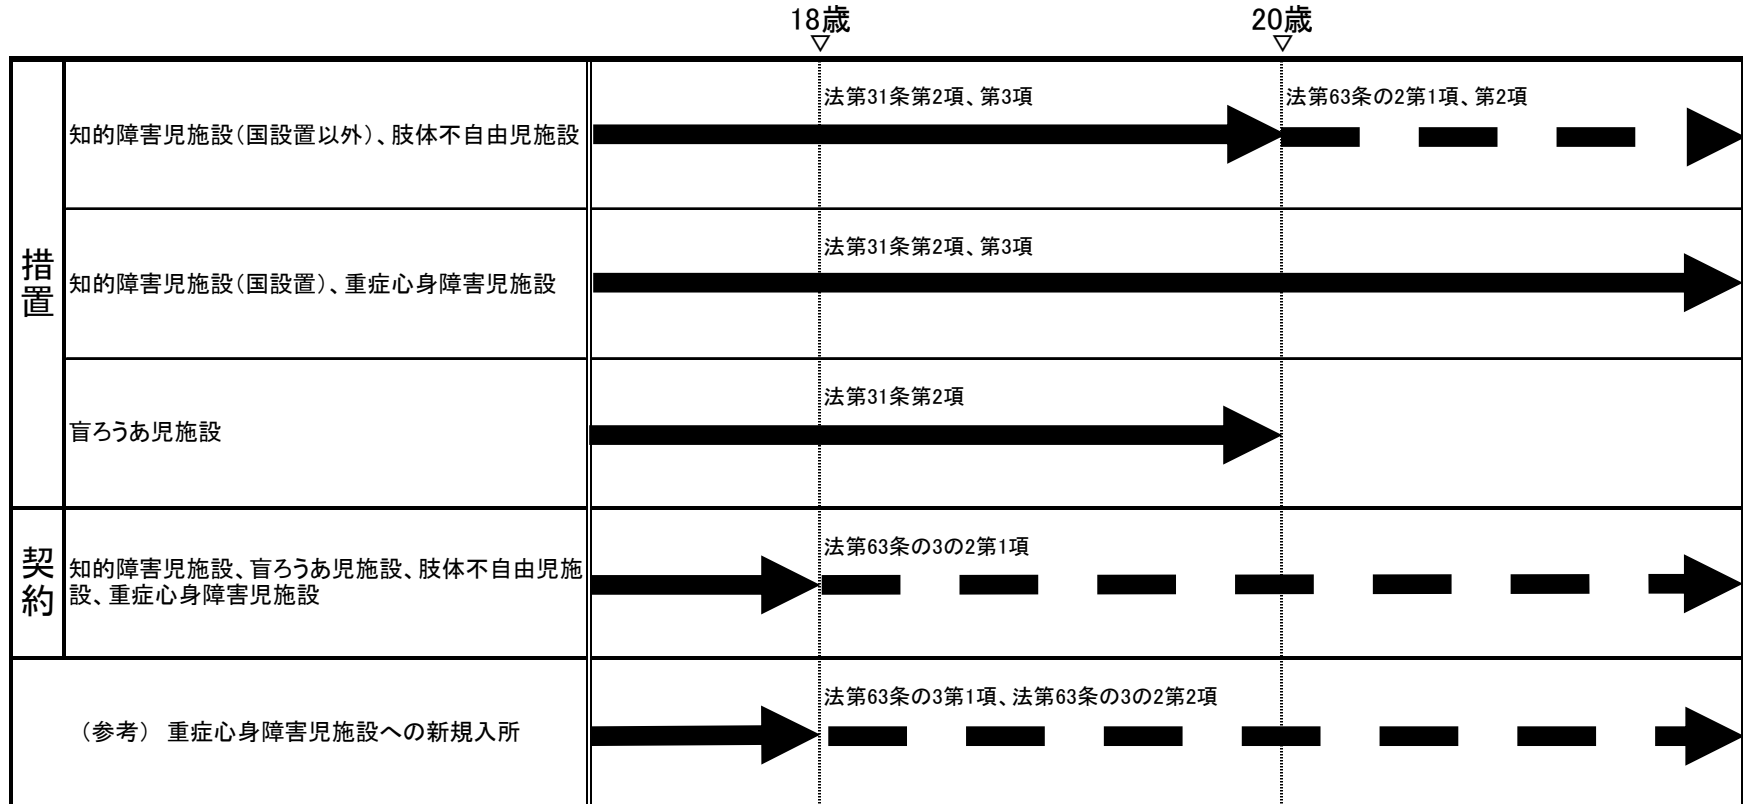 18歳
20歳
▽
▽
措置
知的障害児施設(国設置以外)、肢体不自由児施設
法第31条第2項、第3項
法第63条の2第1項、第2項
知的障害児施設(国設置)、重症心身障害児施設
法第31条第2項、第3項
盲ろうあ児施設
法第31条第2項
契約
知的障害児施設、盲ろうあ児施設、肢体不自由児施
設、重症心身障害児施設
法第63条の3の2第1項
(参考) 重症心身障害児施設への新規入所
法第63条の3第1項、法第63条の3の2第2項